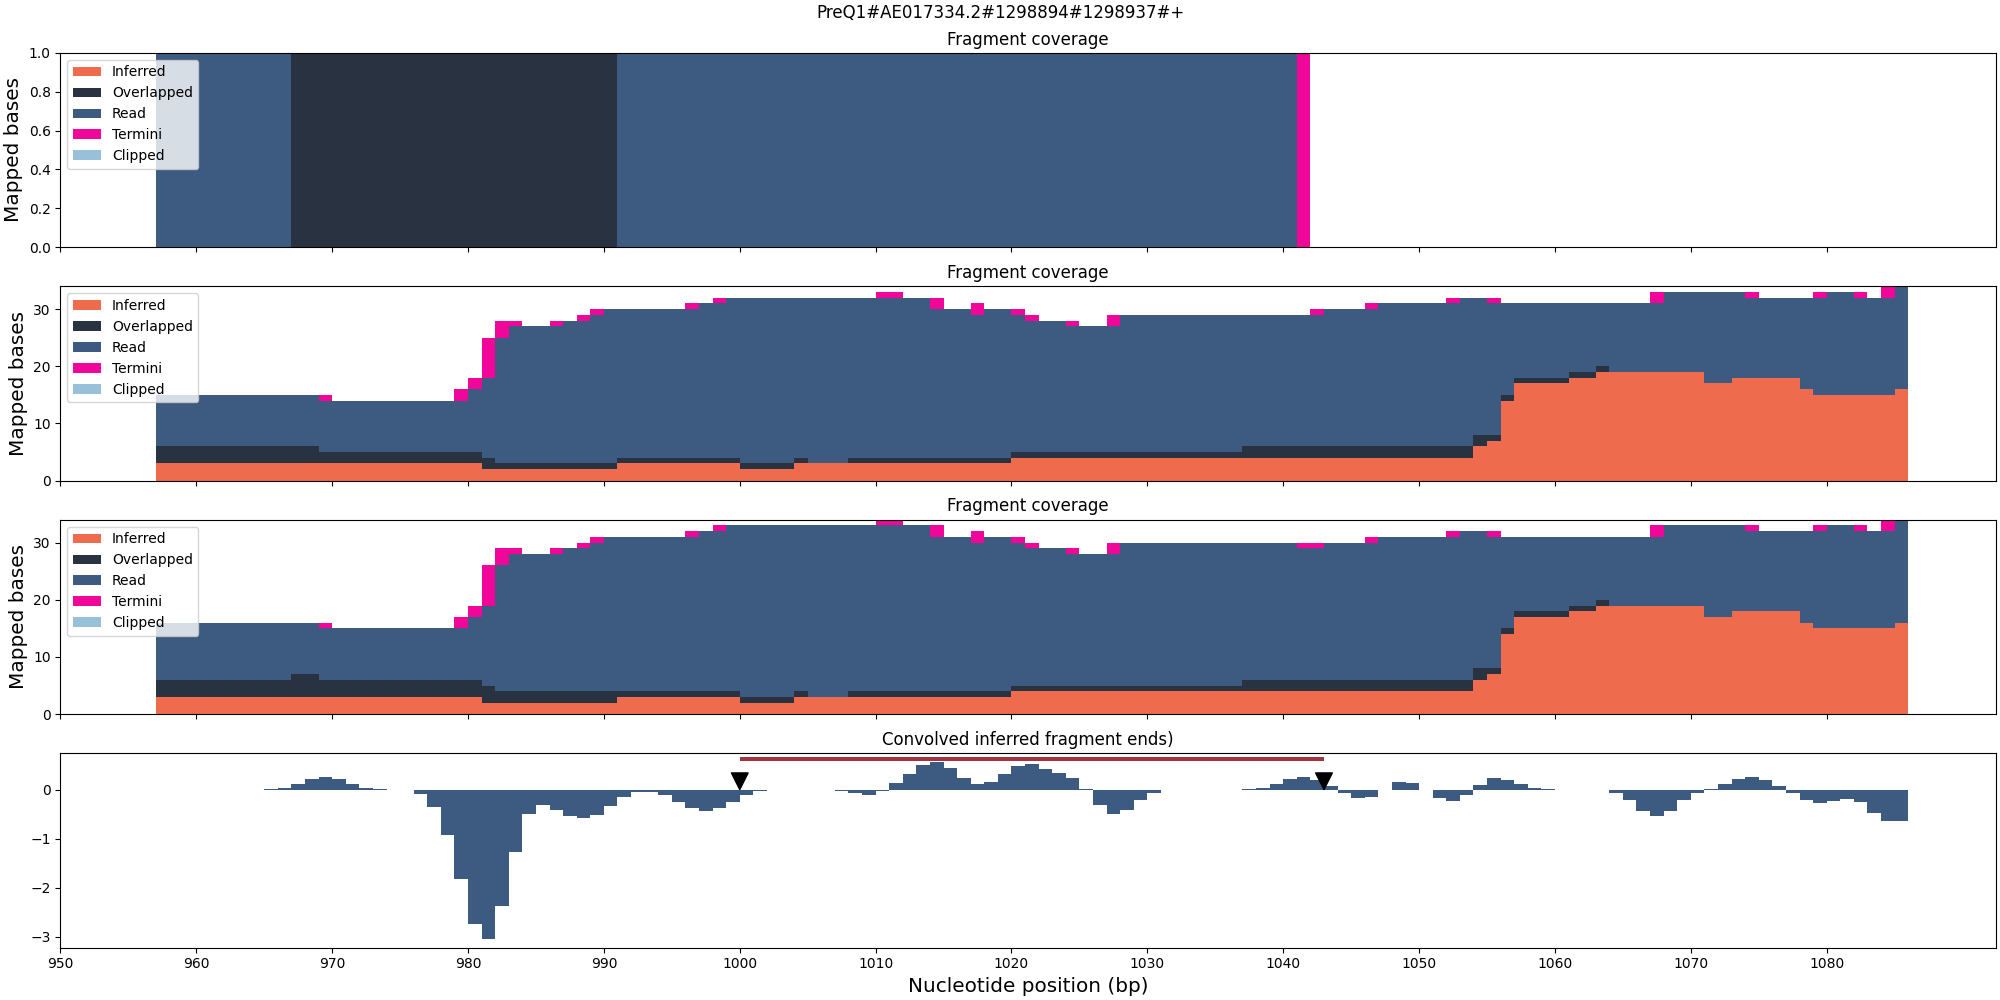 PreQ1#AE017334.2#1298894#1298937#+
Fragment coverage
Mapped bases
1.0
0.8
0.6
0.4
0.2
0.0
Inferred
Overlapped
Read
Termini
Clipped
Fragment coverage
Mapped bases
30
20
10
0
Inferred
Overlapped
Read
Termini
Clipped
Fragment coverage
Mapped bases
30
20
10
0
Inferred
Overlapped
Read
Termini
Clipped
Convolved inferred fragment ends)
0
−1
−2
−3
950 960 970 980 990 1000 1010 1020 1030 1040 1050 1060 1070 1080
Nucleotide position (bp)